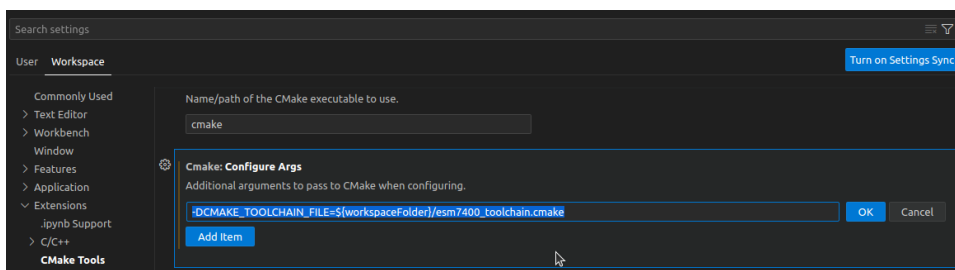 Search settings
User Workspace
Turn on Settings Sync
Commonly Used
Text Editor
Workbench
Window
Features
Application
Extensions
.ipynb Support
C/C++
CMake Tools
Name/path of the CMake executable to use.
cmake
Cmake: Configure Args
Additional arguments to pass to CMake when configuring.
-DCMAKE_TOOLCHAIN_FILE=${workspaceFolder}/esm7400_toolchain.cmake
OK Cancel
Add Item